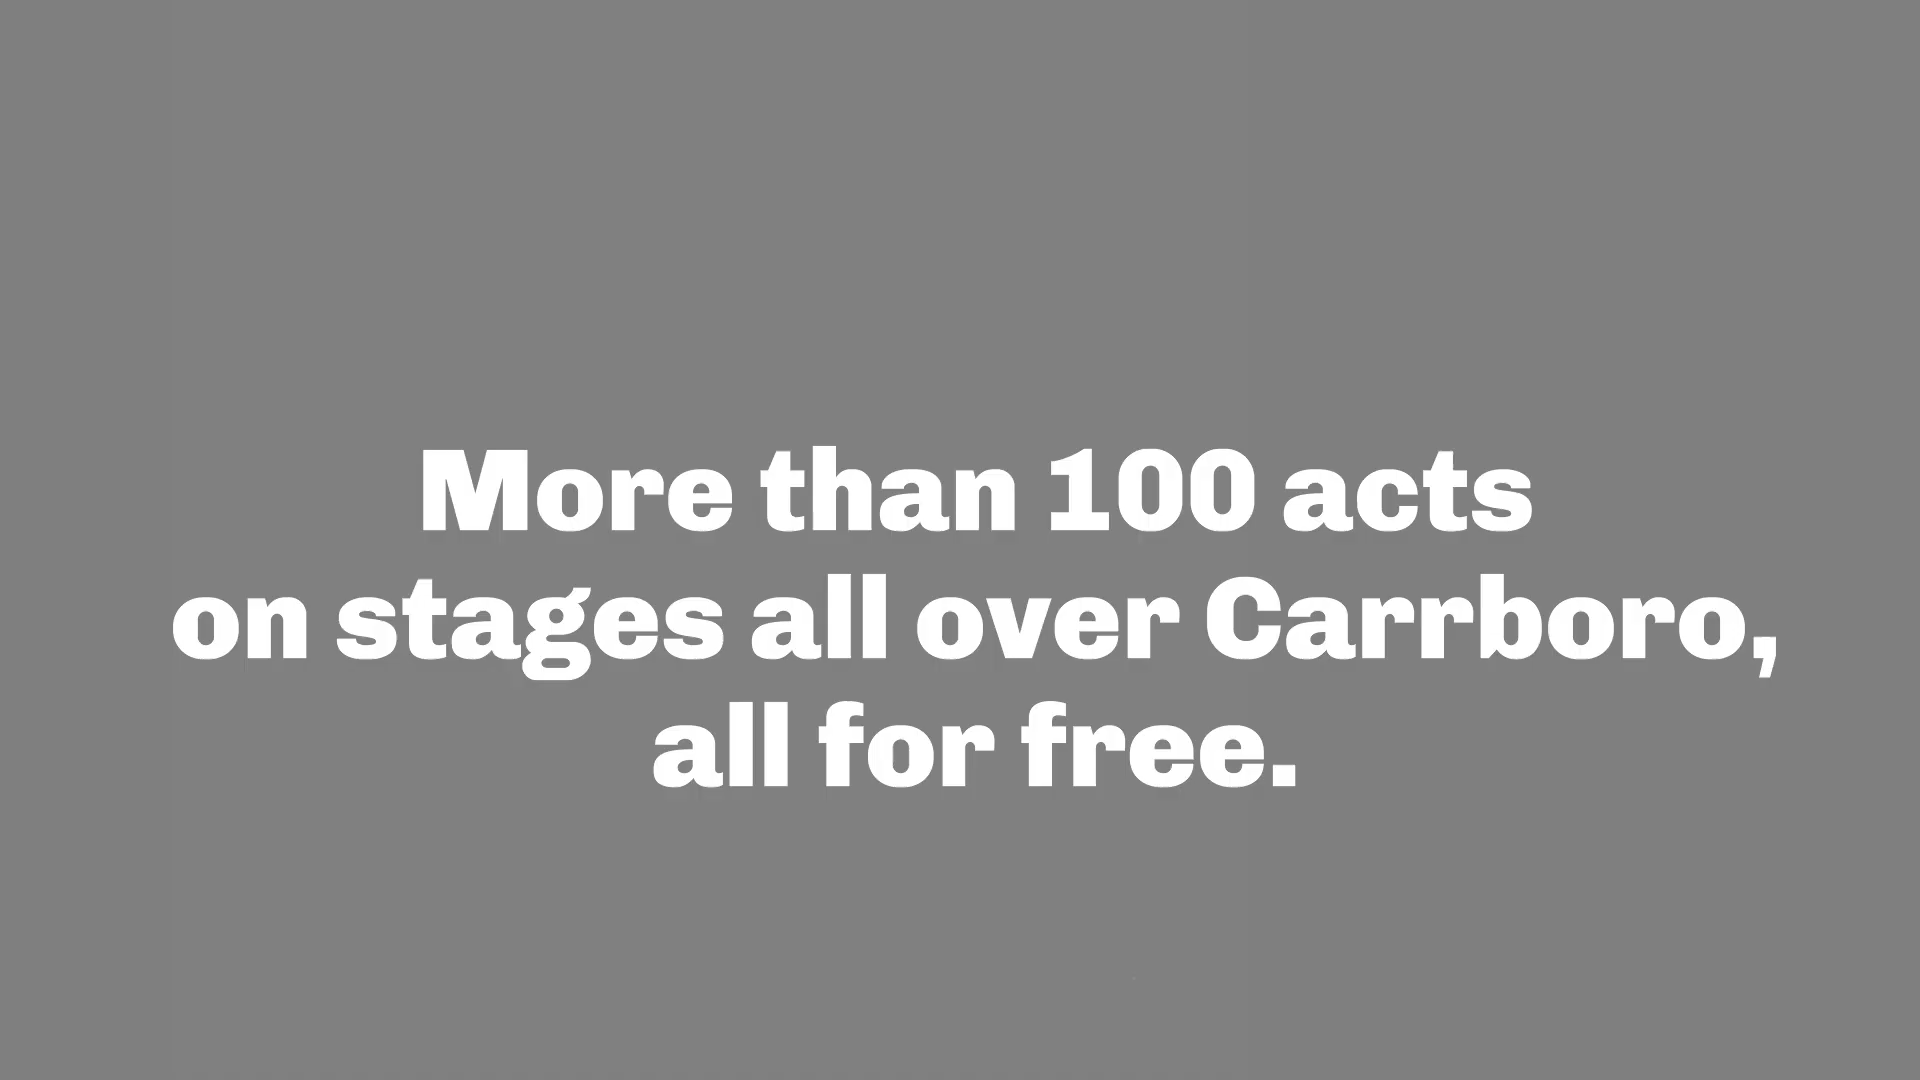 More than 100 acts
on stages all over Carrboro,
all for free.